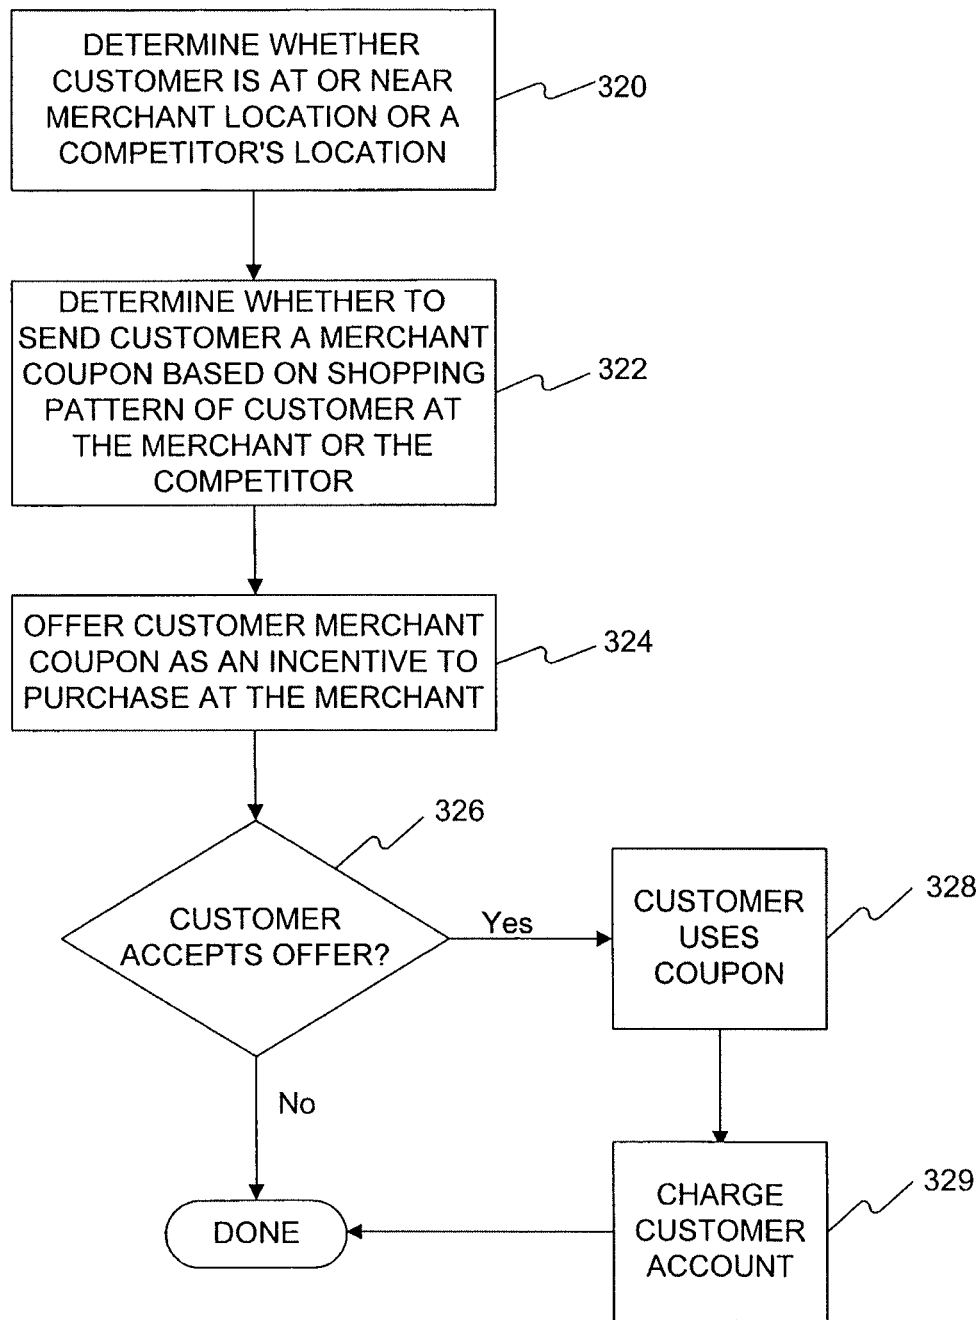 DETERMINE WHETHER
CUSTOMER IS AT OR NEAR
MERCHANT LOCATION OR A
COMPETITOR'S LOCATION
320
DETERMINE WHETHER TO
SEND CUSTOMER A MERCHANT
COUPON BASED ON SHOPPING
PATTERN OF CUSTOMER AT
THE MERCHANT OR THE
COMPETITOR
322
OFFER CUSTOMER MERCHANT
COUPON AS AN INCENTIVE TO
PURCHASE AT THE MERCHANT
324
326
CUSTOMER
ACCEPTS OFFER?
Yes
CUSTOMER
USES
COUPON
328
No
DONE
CHARGE
CUSTOMER
ACCOUNT
329